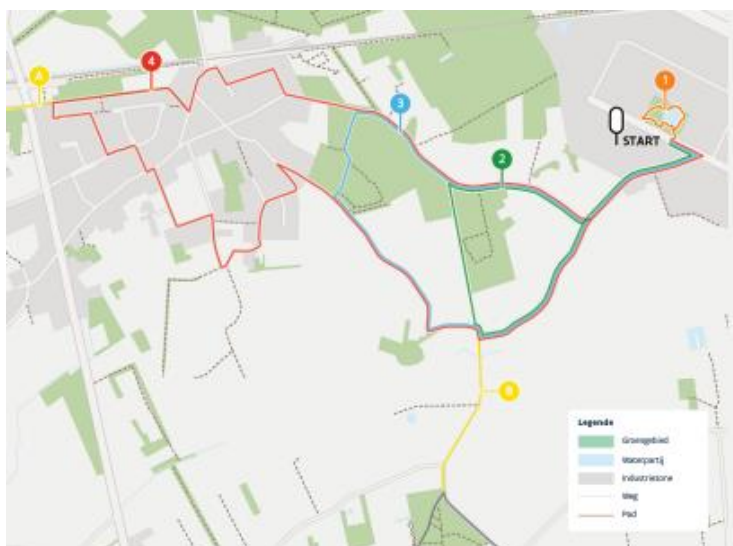 4
A
1
3
START
2
B
Legende
Groengebied
Waterpartij
Industriezone
Weg
Pad